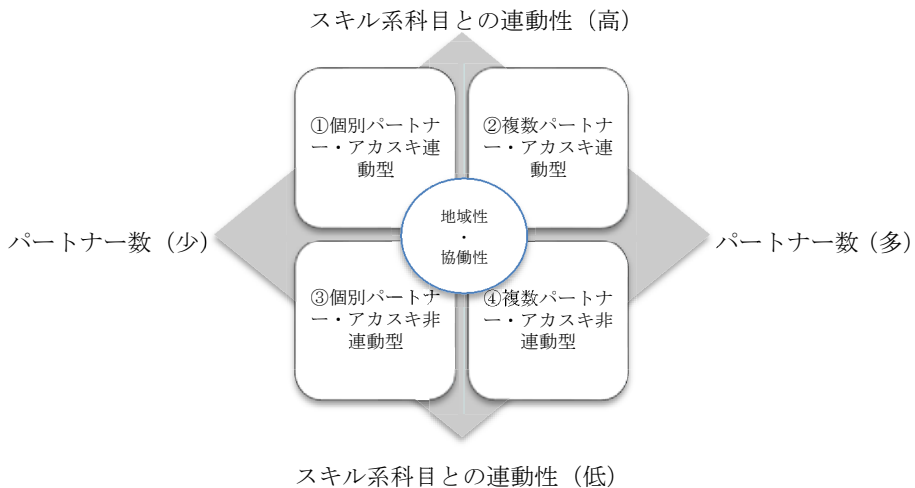 スキル系科目との連動性（高）
①個別パートナ
ー・アカスキ連
動型
②複数パートナ
ー・アカスキ連
動型
地域性
・
協働性
パートナー数（少）
パートナー数（多）
③個別パートナ
ー・アカスキ非
連動型
④複数パートナ
ー・アカスキ非
連動型
スキル系科目との連動性（低）